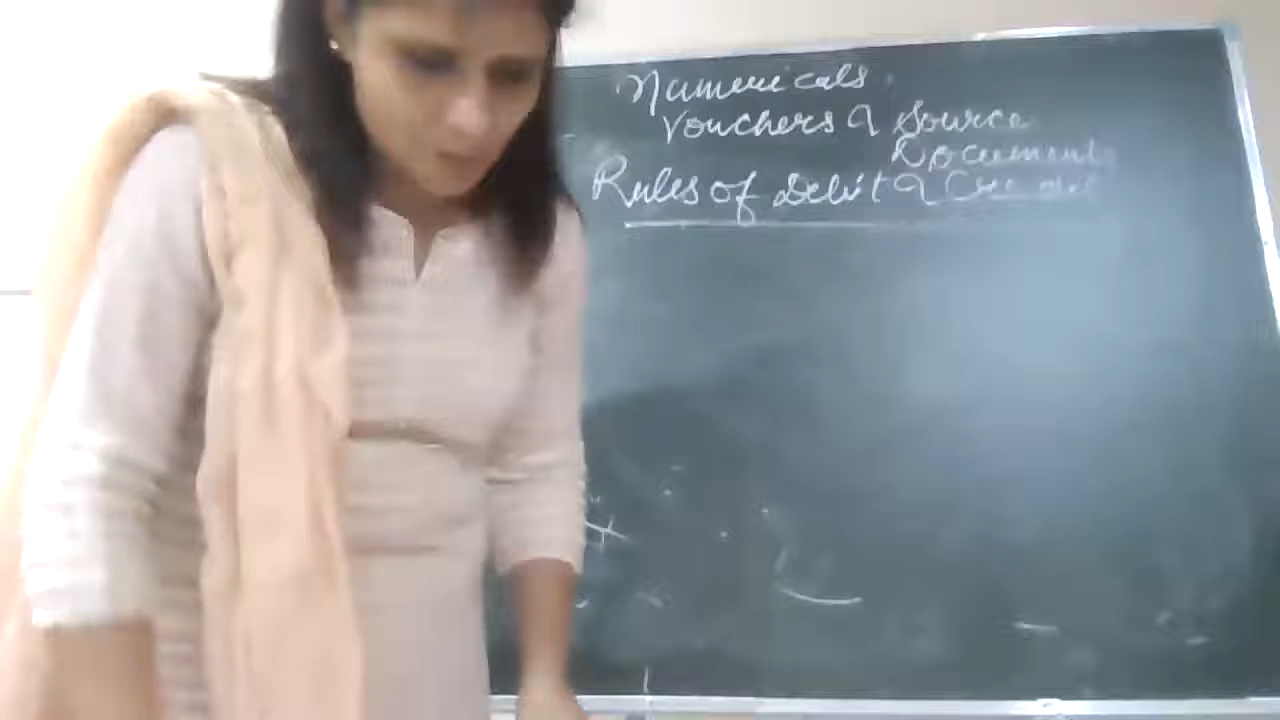 Numericals
Vouchers & Source
Documents
Rules of Debit & Credit